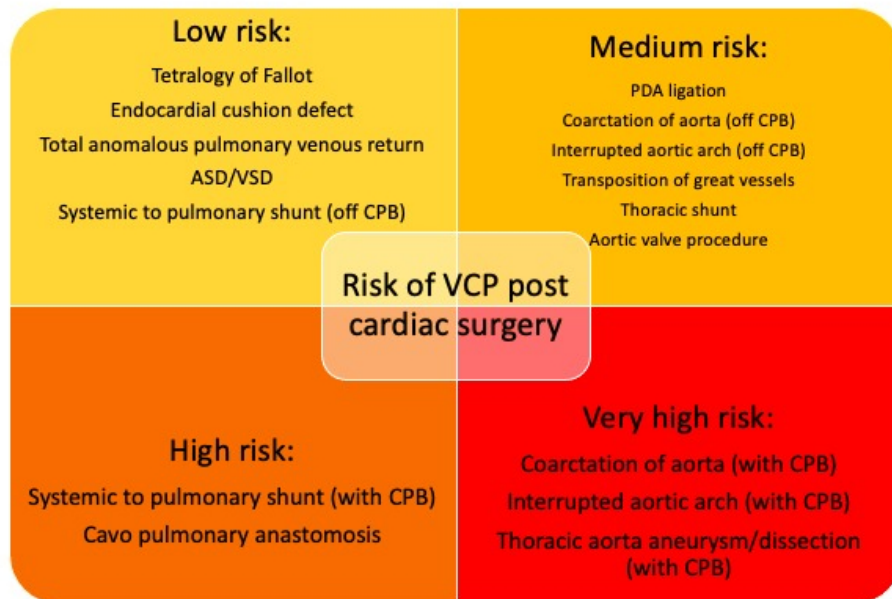 Low risk:
Tetralogy of Fallot
Endocardial cushion defect
Total anomalous pulmonary venous return
ASD/VSD
Systemic to pulmonary shunt (off CPB)
Medium risk:
PDA ligation
Coarctation of aorta (off CPB)
Interrupted aortic arch (off CPB)
Transposition of great vessels
Thoracic shunt
Aortic valve procedure
Risk of VCP post
cardiac surgery
High risk:
Systemic to pulmonary shunt (with CPB)
Cavo pulmonary anastomosis
Very high risk:
Coarctation of aorta (with CPB)
Interrupted aortic arch (with CPB)
Thoracic aorta aneurysm/dissection
(with CPB)